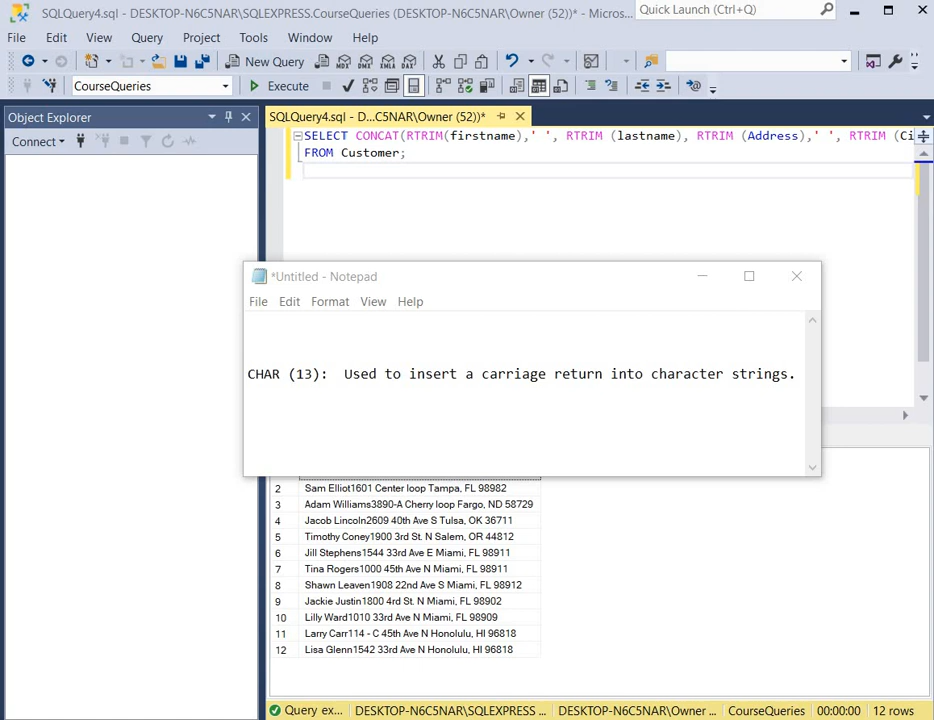 SQLQuery4.sql - DESKTOP-N6C5NAR\SQLEXPRESS.CourseQueries (DESKTOP-N6C5NAR\Owner (52))* - Micros...
Quick Launch (Ctrl+Q)
File Edit View Query Project Tools Window Help
New Query
MDX DMX XMLA DAX
CourseQueries
Execute
Object Explorer
Connect
SQLQuery4.sql - D...C5NAR\Owner (52))*
SELECT CONCAT(RTRIM(firstname),' ', RTRIM (lastname), RTRIM (Address),' ', RTRIM (Ci
FROM Customer;
*Untitled - Notepad
File Edit Format View Help
CHAR (13):  Used to insert a carriage return into character strings.
2 Sam Elliot1601 Center loop Tampa, FL 98982
3 Adam Williams3890-A Cherry loop Fargo, ND 58729
4 Jacob Lincoln2609 40th Ave S Tulsa, OK 36711
5 Timothy Coney1900 3rd St. N Salem, OR 44812
6 Jill Stephens1544 33rd Ave E Miami, FL 98911
7 Tina Rogers1000 45th Ave N Miami, FL 98911
8 Shawn Leaven1908 22nd Ave S Miami, FL 98912
9 Jackie Justin1800 4rd St. N Miami, FL 98902
10 Lilly Ward1010 33rd Ave N Miami, FL 98909
11 Larry Carr114 - C 45th Ave N Honolulu, HI 96818
12 Lisa Glenn1542 33rd Ave N Honolulu, HI 96818
Query ex... DESKTOP-N6C5NAR\SQLEXPRESS ... DESKTOP-N6C5NAR\Owner ... CourseQueries 00:00:00 12 rows